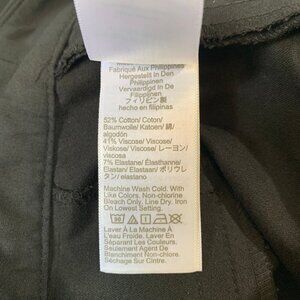 Fabriqué Aux Philippines
Hergestellt In Den
Philippinen
Vervaardigd In De
Filippijnen
フィリピン製
hecho en filipinas
52% Cotton/ Coton/
Baumwolle/ Katoen/ 綿/
algodón
41% Viscose/ Viscose/
Viskose/ Viscose/ レーヨン/
viscosa
7% Elastane/ Élasthanne/
Elastan/ Elastaan/ ポリウレ
タン/ elastano
Machine Wash Cold. With
Like Colors. Non-chlorine
Bleach Only. Line Dry. Iron
On Lowest Setting.
Laver À La Machine À
L'eau Froide. Laver En
Séparant Les Couleurs.
Seulement Agent De
Blanchiment Non-chlore.
Séchage Sur Cintre.